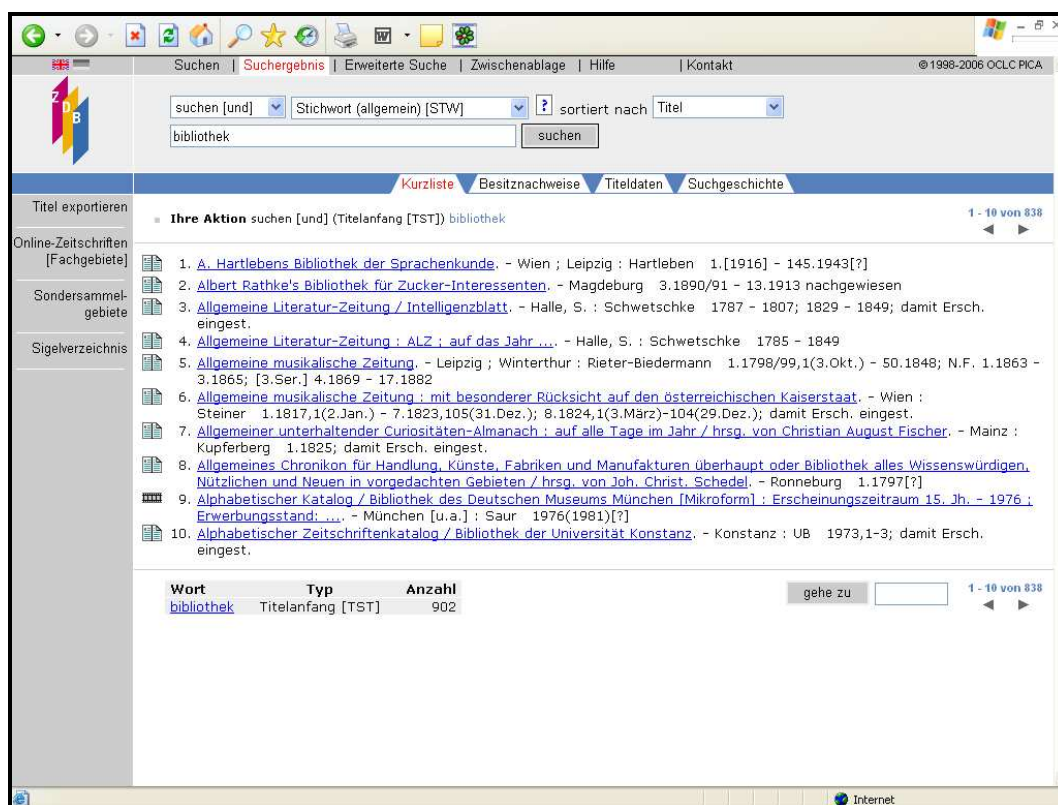 Suchen | Suchergebnis | Erweiterte Suche | Zwischenablage | Hilfe | Kontakt © 1998-2006 OCLC PICA
Z
D
B
suchen [und] Stichwort (allgemein) [STW] ? sortiert nach Titel
bibliothek suchen
Kurzliste Besitznachweise Titeldaten Suchgeschichte
Titel exportieren
Online-Zeitschriften
[Fachgebiete]
Sondersammel-
gebiete
Sigelverzeichnis
Ihre Aktion suchen [und] (Titelanfang [TST]) bibliothek
1 - 10 von 838
1. A. Hartlebens Bibliothek der Sprachenkunde. - Wien ; Leipzig : Hartleben 1.[1916] - 145.1943[?]
2. Albert Rathke's Bibliothek für Zucker-Interessenten. - Magdeburg 3.1890/91 - 13.1913 nachgewiesen
3. Allgemeine Literatur-Zeitung / Intelligenzblatt. - Halle, S. : Schwetschke 1787 - 1807; 1829 - 1849; damit Ersch.
eingest.
4. Allgemeine Literatur-Zeitung : ALZ ; auf das Jahr .... - Halle, S. : Schwetschke 1785 - 1849
5. Allgemeine musikalische Zeitung. - Leipzig ; Winterthur : Rieter-Biedermann 1.1798/99,1(3.Okt.) - 50.1848; N.F. 1.1863 -
3.1865; [3.Ser.] 4.1869 - 17.1882
6. Allgemeine musikalische Zeitung : mit besonderer Rücksicht auf den österreichischen Kaiserstaat. - Wien :
Steiner 1.1817,1(2.Jan.) - 7.1823,105(31.Dez.); 8.1824,1(3.März)-104(29.Dez.); damit Ersch. eingest.
7. Allgemeiner unterhaltender Curiositäten-Almanach : auf alle Tage im Jahr / hrsg. von Christian August Fischer. - Mainz :
Kupferberg 1.1825; damit Ersch. eingest.
8. Allgemeines Chronikon für Handlung, Künste, Fabriken und Manufakturen überhaupt oder Bibliothek alles Wissenswürdigen,
Nützlichen und Neuen in vorgedachten Gebieten / hrsg. von Joh. Christ. Schedel. - Ronneburg 1.1797[?]
9. Alphabetischer Katalog / Bibliothek des Deutschen Museums München [Mikroform] : Erscheinungszeitraum 15. Jh. - 1976 ;
Erwerbungsstand: .... - München [u.a.] : Saur 1976(1981)[?]
10. Alphabetischer Zeitschriftenkatalog / Bibliothek der Universität Konstanz. - Konstanz : UB 1973,1-3; damit Ersch.
eingest.
Wort Typ Anzahl
bibliothek Titelanfang [TST] 902
gehe zu
1 - 10 von 838
Internet